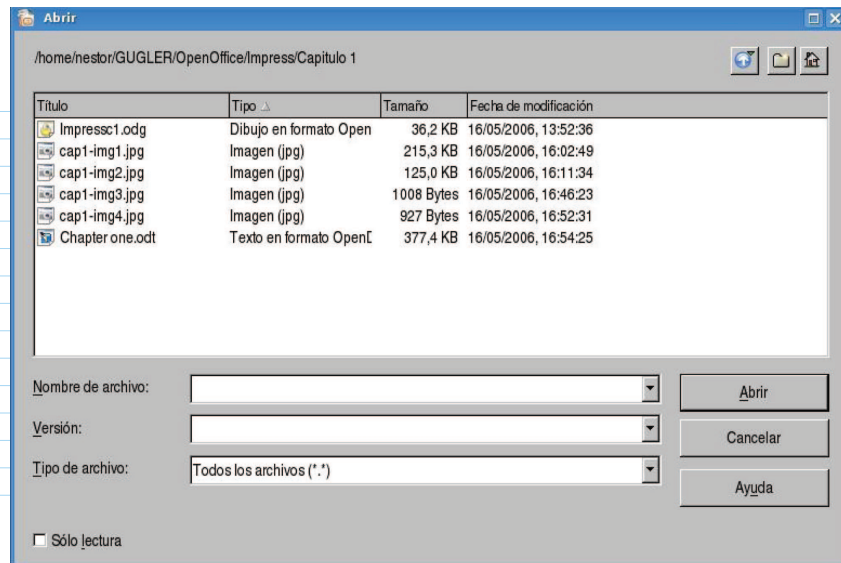 Abrir
/home/nestor/GUGLER/OpenOffice/Impress/Capitulo 1
Título Tipo Tamaño Fecha de modificación
Impressc1.odg Dibujo en formato Open 36,2 KB 16/05/2006, 13:52:36
cap1-img1.jpg Imagen (jpg) 215,3 KB 16/05/2006, 16:02:49
cap1-img2.jpg Imagen (jpg) 125,0 KB 16/05/2006, 16:11:34
cap1-img3.jpg Imagen (jpg) 1008 Bytes 16/05/2006, 16:46:23
cap1-img4.jpg Imagen (jpg) 927 Bytes 16/05/2006, 16:52:31
Chapter one.odt Texto en formato Open[ 377,4 KB 16/05/2006, 16:54:25
Nombre de archivo: Abrir
Versión: Cancelar
Tipo de archivo: Todos los archivos (*.*)
Ayuda
Sólo lectura